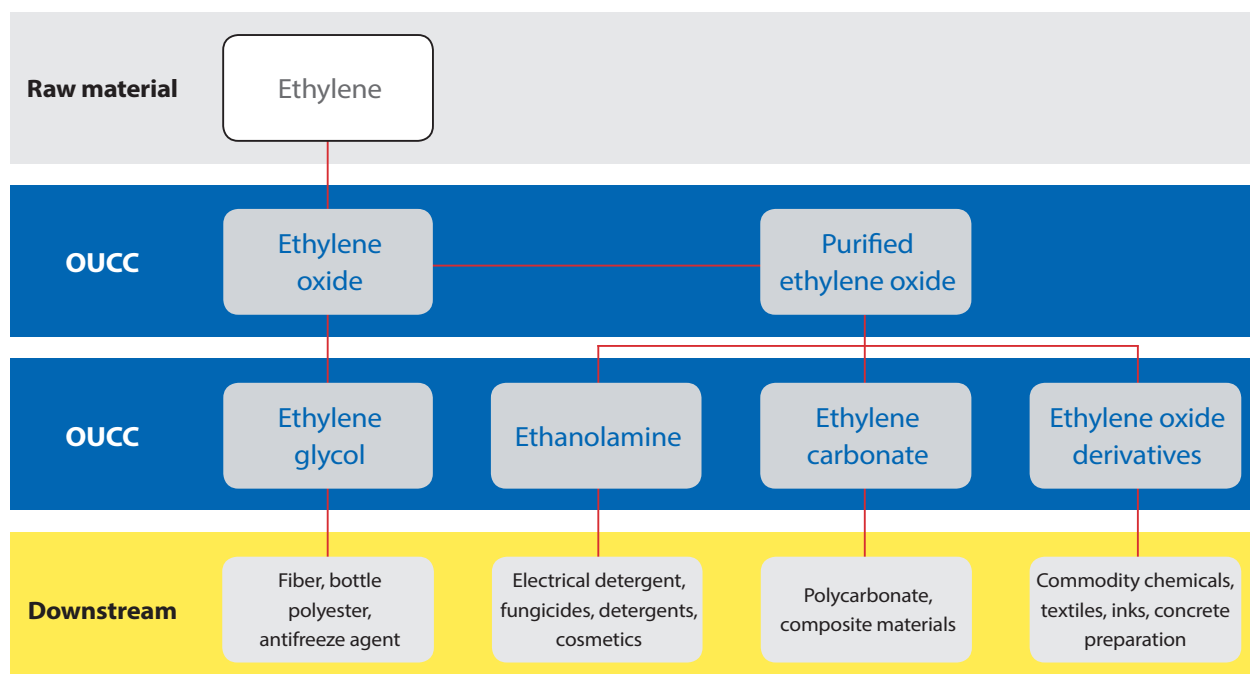 Raw material
Ethylene
OUCC
Ethylene
oxide
Purified
ethylene oxide
OUCC
Ethylene
glycol
Ethanolamine
Ethylene
carbonate
Ethylene oxide
derivatives
Downstream
Fiber, bottle
polyester,
antifreeze agent
Electrical detergent,
fungicides, detergents,
cosmetics
Polycarbonate,
composite materials
Commodity chemicals,
textiles, inks, concrete
preparation